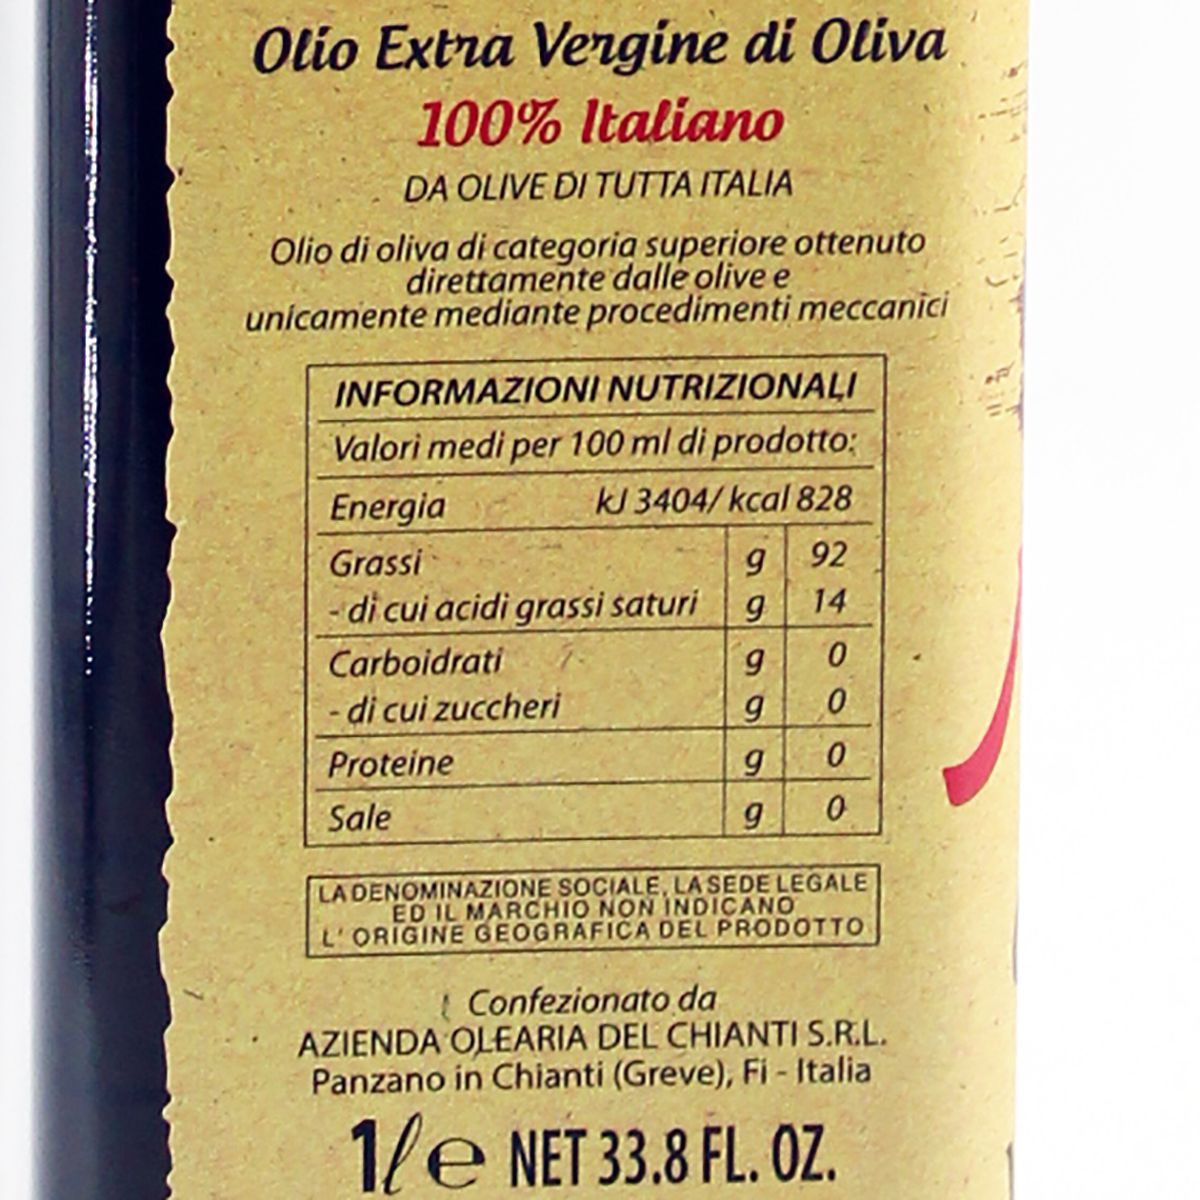 Olio Extra Vergine di Oliva
100% Italiano
DA OLIVE DI TUTTA ITALIA
Olio di oliva di categoria superiore ottenuto
direttamente dalle olive e
unicamente mediante procedimenti meccanici
INFORMAZIONI NUTRIZIONALI
Valori medi per 100 ml di prodotto:
Energia kJ 3404/ kcal 828
Grassi g 92
- di cui acidi grassi saturi g 14
Carboidrati g 0
- di cui zuccheri g 0
Proteine g 0
Sale g 0
LA DENOMINAZIONE SOCIALE, LA SEDE LEGALE
ED IL MARCHIO NON INDICANO
L' ORIGINE GEOGRAFICA DEL PRODOTTO
Confezionato da
AZIENDA OLEARIA DEL CHIANTI S.R.L.
Panzano in Chianti (Greve), Fi - Italia
1ℓ ℮ NET 33.8 FL. OZ.